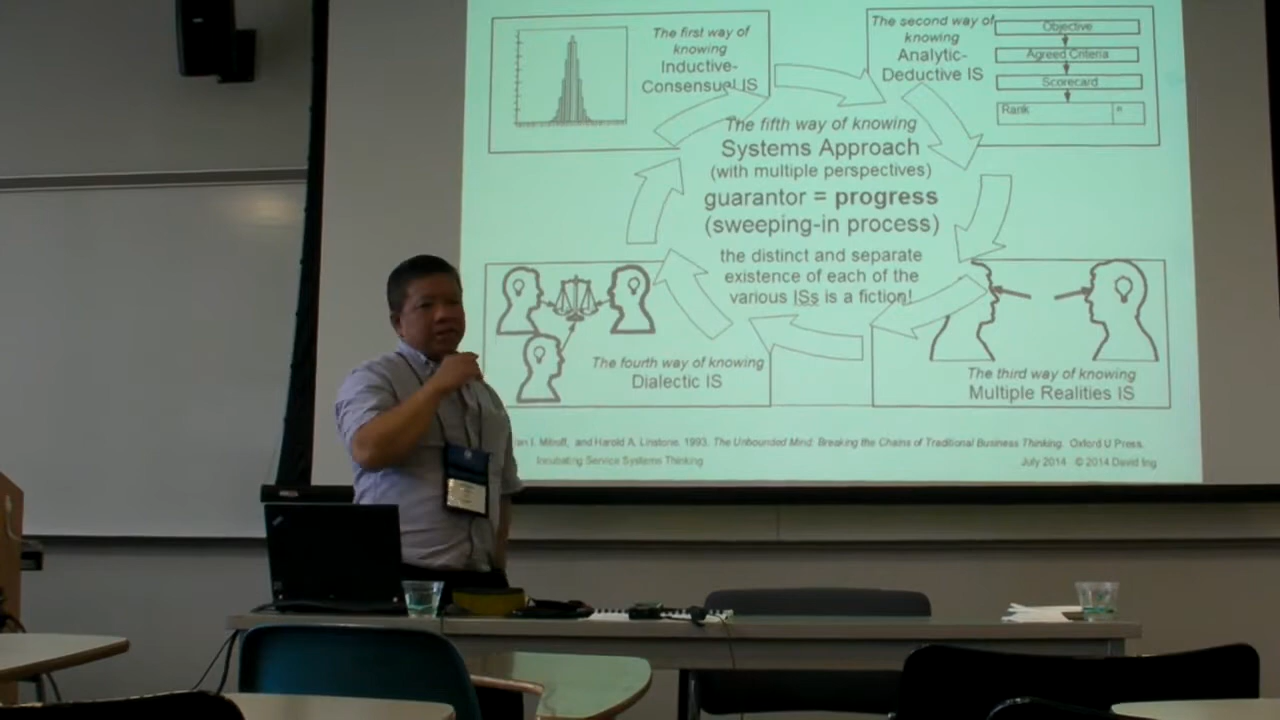 The first way of
knowing
Inductive-
Consensual IS
The second way of
knowing
Analytic-
Deductive IS
Objective
Agreed Criteria
Scorecard
Rank
The fifth way of knowing
Systems Approach
(with multiple perspectives)
guarantor = progress
(sweeping-in process)
the distinct and separate
existence of each of the
various ISs is a fiction!
The fourth way of knowing
Dialectic IS
The third way of knowing
Multiple Realities IS
I. Mitroff, and Harold A. Linstone. 1993. The Unbounded Mind: Breaking the Chains of Traditional Business Thinking. Oxford U Press.
Incubating Service Systems Thinking
July 2014 © 2014 David Ing